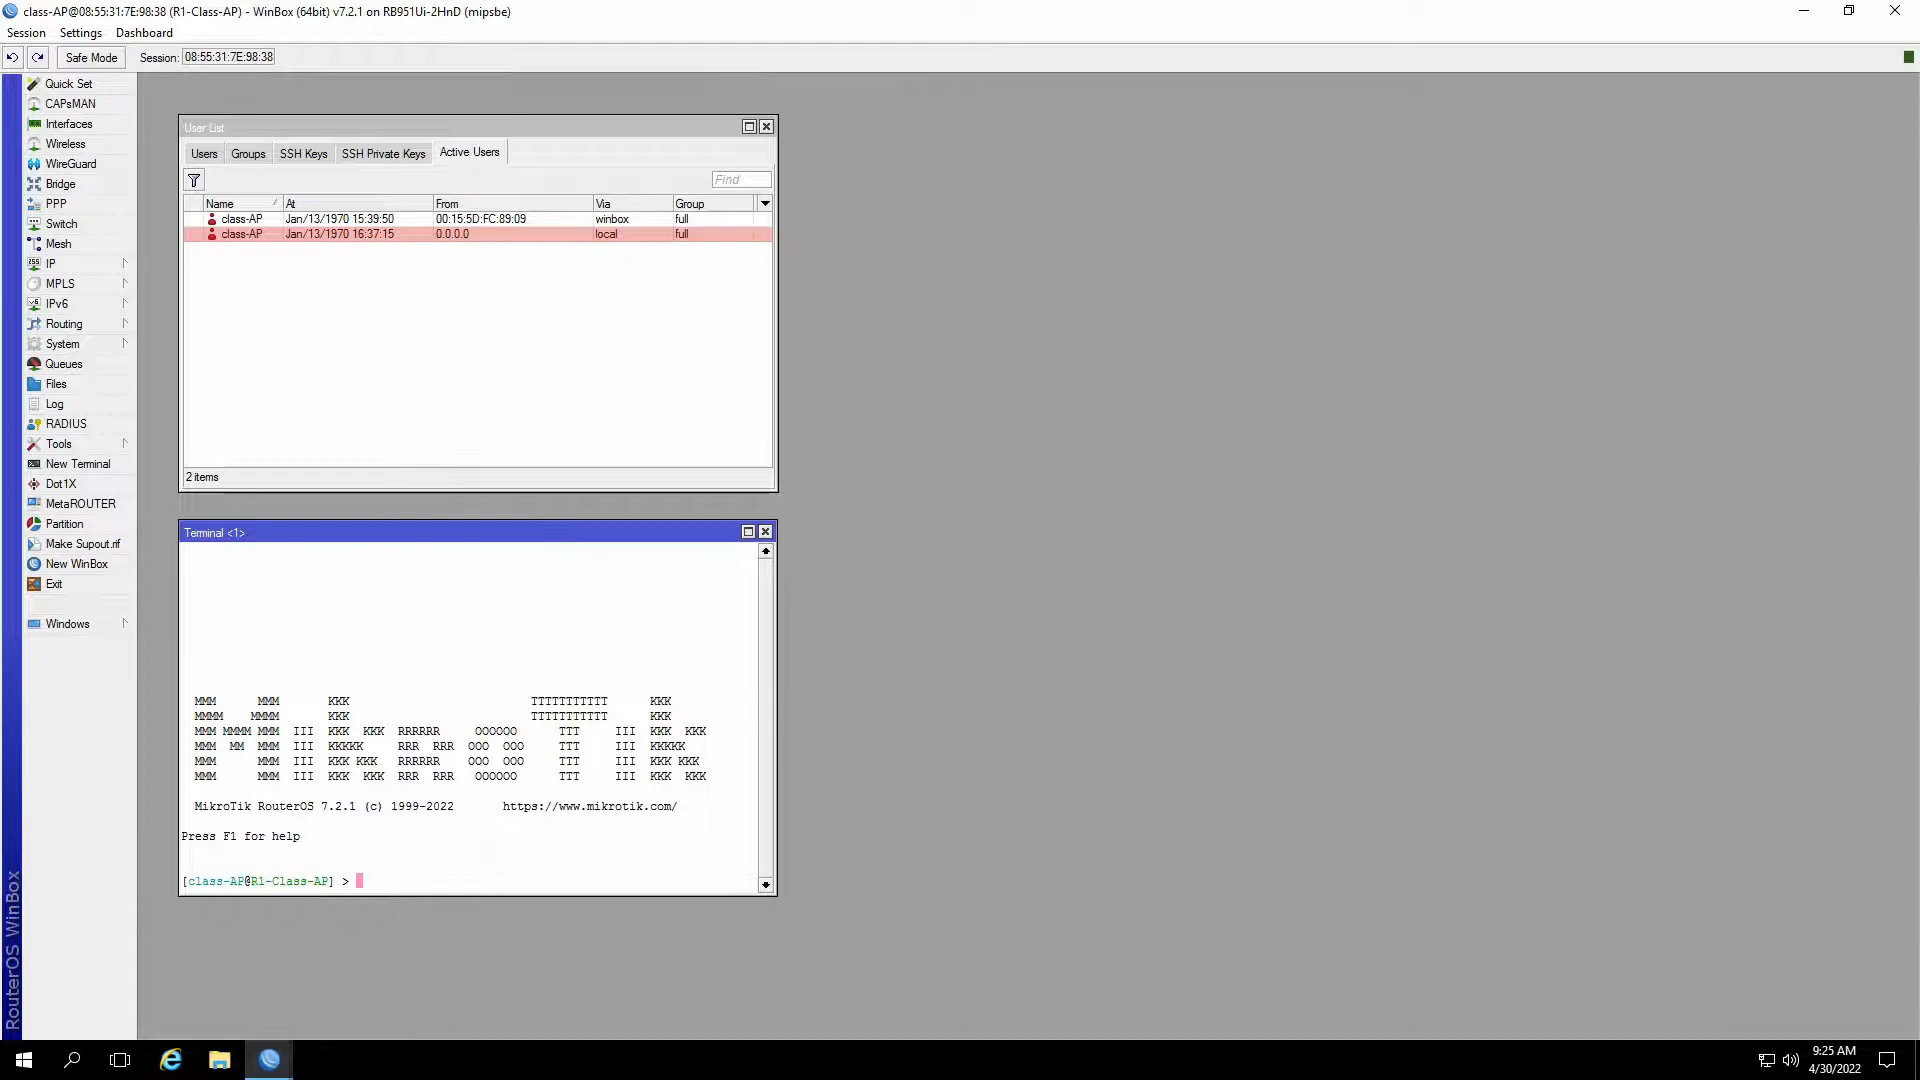 class-AP@08:55:31:7E:98:38 (R1-Class-AP) - WinBox (64bit) v7.2.1 on RB951Ui-2HnD (mipsbe)
Session Settings Dashboard
Safe Mode Session: 08:55:31:7E:98:38
Quick Set
CAPsMAN
Interfaces
Wireless
WireGuard
Bridge
PPP
Switch
Mesh
IP
MPLS
IPv6
Routing
System
Queues
Files
Log
RADIUS
Tools
New Terminal
Dot1X
MetaROUTER
Partition
Make Supout.rif
New WinBox
Exit
Windows
RouterOS WinBox
User List
Users Groups SSH Keys SSH Private Keys Active Users
Find
Name At From Via Group
class-AP Jan/13/1970 15:39:50 00:15:5D:FC:89:09 winbox full
class-AP Jan/13/1970 16:37:15 0.0.0.0 local full
2 items
Terminal <1>
MMM      MMM       KKK                          TTTTTTTTTTT      KKK
MMMM    MMMM       KKK                          TTTTTTTTTTT      KKK
MMM MMMM MMM  III  KKK  KKK  RRRRRR     OOOOOO      TTT     III  KKK  KKK
MMM  MM  MMM  III  KKKKK     RRR  RRR  OOO  OOO     TTT     III  KKKKK
MMM      MMM  III  KKK KKK   RRRRRR    OOO  OOO     TTT     III  KKK KKK
MMM      MMM  III  KKK  KKK  RRR  RRR   OOOOOO      TTT     III  KKK  KKK
MikroTik RouterOS 7.2.1 (c) 1999-2022 https://www.mikrotik.com/
Press F1 for help
[class-AP@R1-Class-AP] >
9:25 AM
4/30/2022